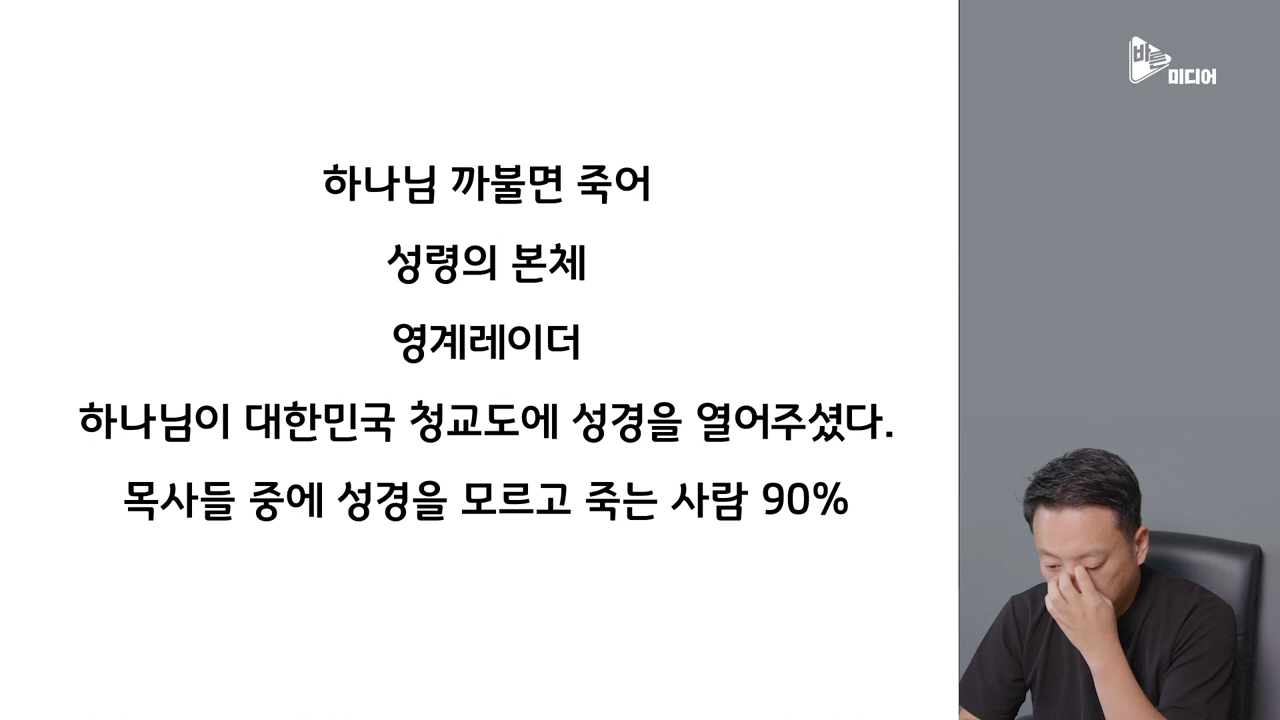 바른
미디어
하나님 까불면 죽어
성령의 본체
영계레이더
하나님이 대한민국 청교도에 성경을 열어주셨다.
목사들 중에 성경을 모르고 죽는 사람 90%